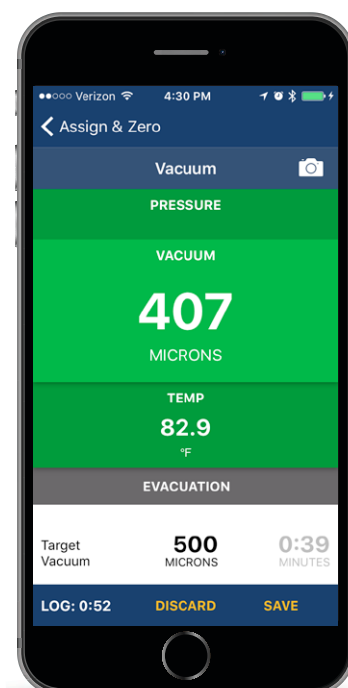 Verizon 4:30 PM
Assign & Zero
Vacuum
PRESSURE
VACUUM
407
MICRONS
TEMP
82.9
°F
EVACUATION
Target Vacuum 500 MICRONS 0:39 MINUTES
LOG: 0:52 DISCARD SAVE